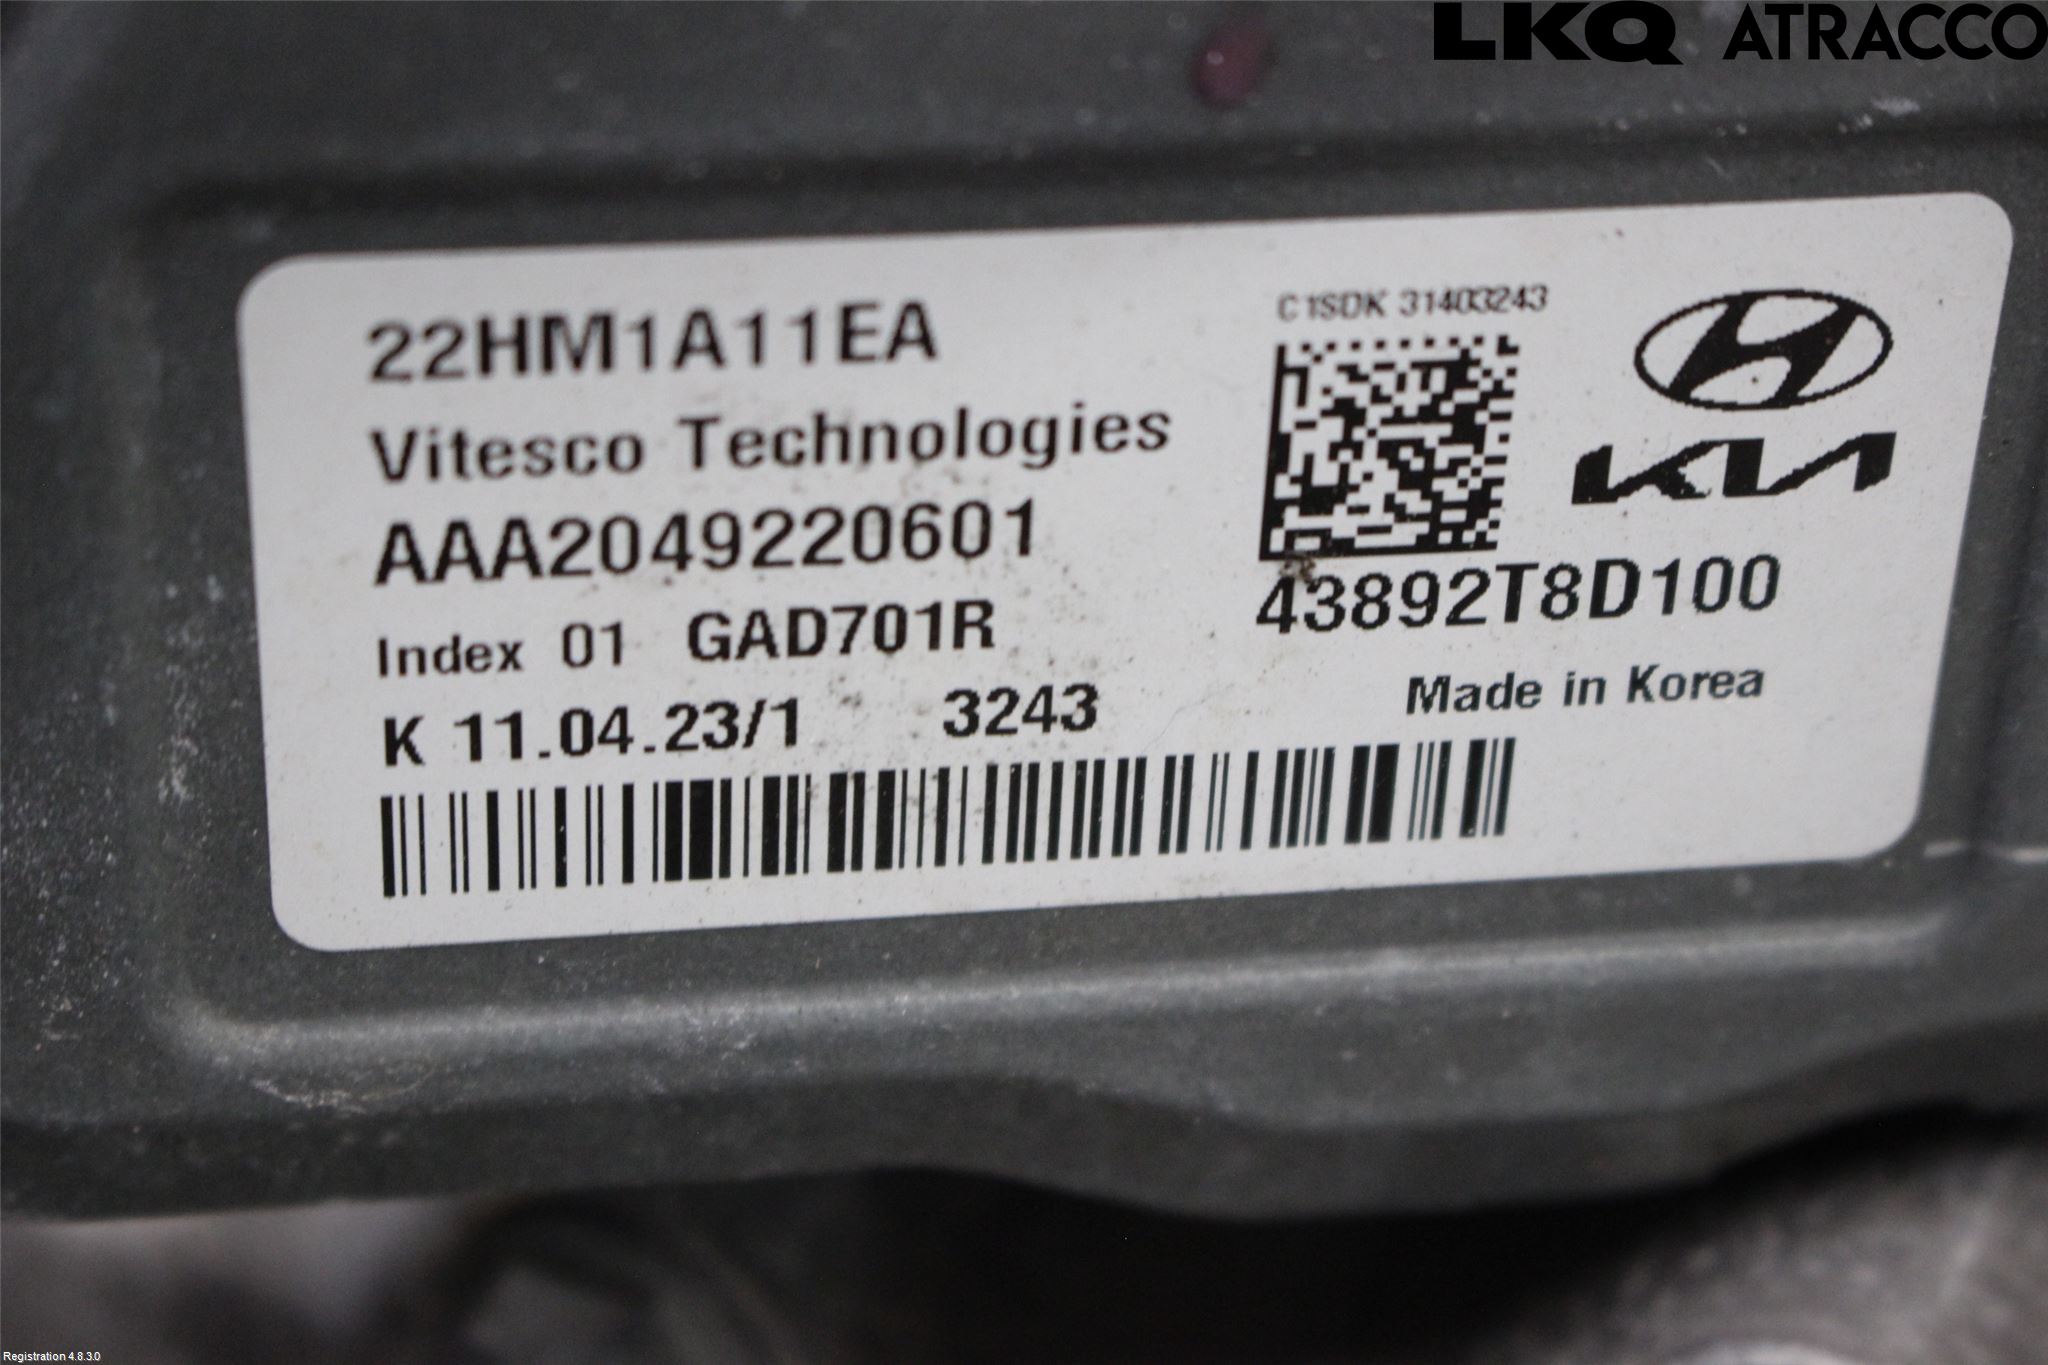 LKQ ATRACCO
22HM1A11EA
C1SDK 31403243
Vitesco Technologies
KIA
AAA2049220601
43892T8D100
Index 01 GAD701R
Made in Korea
K 11.04.23/1 3243
Registration 4.8.3.0